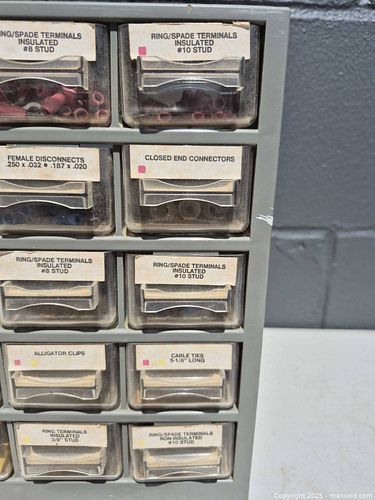 RING/SPADE TERMINALS
INSULATED
#8 STUD
RING/SPADE TERMINALS
INSULATED
#10 STUD
FEMALE DISCONNECTS
.250 x .032 • .187 x .020
CLOSED END CONNECTORS
RING/SPADE TERMINALS
INSULATED
#8 STUD
RING/SPADE TERMINALS
INSULATED
#10 STUD
ALLIGATOR CLIPS
CABLE TIES
5-1/8" LONG
RING TERMINALS
INSULATED
3/8" STUD
RING/SPADE TERMINALS
NON-INSULATED
#10 STUD
Copyright 2025 - maxsold.com